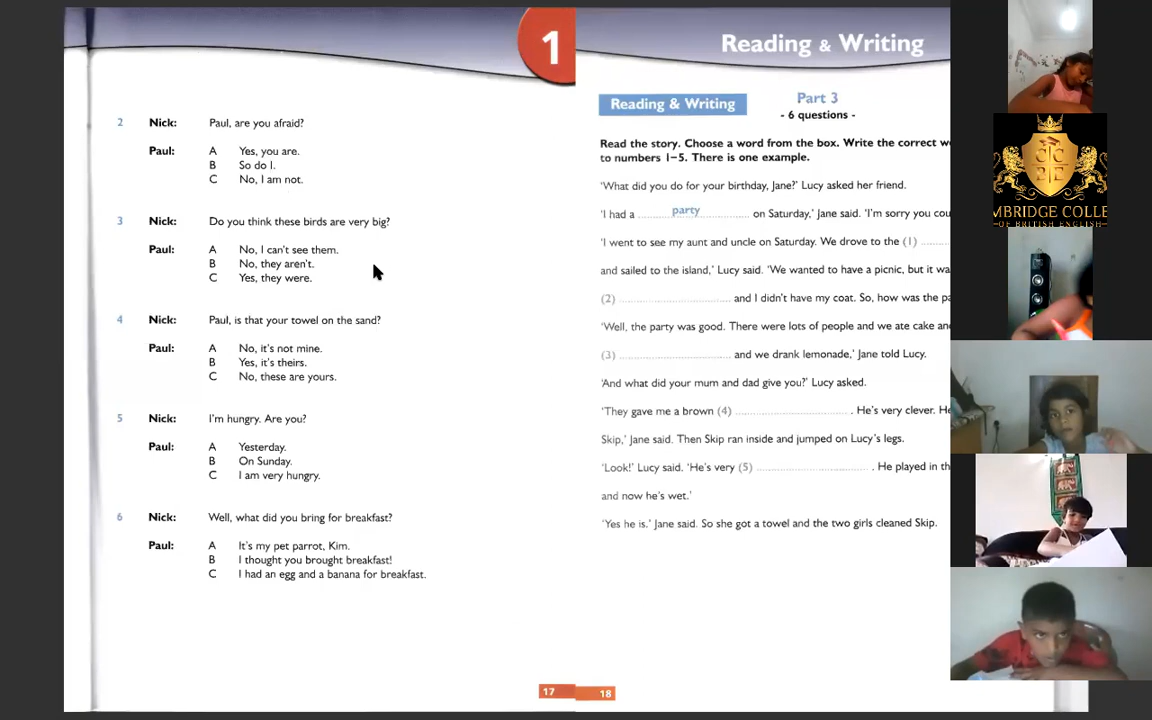 1
2 Nick: Paul, are you afraid?
Paul: A Yes, you are.
B So do I.
C No, I am not.
3 Nick: Do you think these birds are very big?
Paul: A No, I can't see them.
B No, they aren't.
C Yes, they were.
4 Nick: Paul, is that your towel on the sand?
Paul: A No, it's not mine.
B Yes, it's theirs.
C No, these are yours.
5 Nick: I'm hungry. Are you?
Paul: A Yesterday.
B On Sunday.
C I am very hungry.
6 Nick: Well, what did you bring for breakfast?
Paul: A It's my pet parrot, Kim.
B I thought you brought breakfast!
C I had an egg and a banana for breakfast.
17
Reading & Writing
Reading & Writing Part 3
- 6 questions -
Read the story. Choose a word from the box. Write the correct
to numbers 1–5. There is one example.
'What did you do for your birthday, Jane?' Lucy asked her friend.
'I had a party on Saturday,' Jane said. 'I'm sorry you
'I went to see my aunt and uncle on Saturday. We drove to the (1)
and sailed to the island,' Lucy said. 'We wanted to have a picnic, but it
(2) and I didn't have my coat. So, how was the
'Well, the party was good. There were lots of people and we ate cake
(3) and we drank lemonade,' Jane told Lucy.
'And what did your mum and dad give you?' Lucy asked.
'They gave me a brown (4) . He's very clever.
Skip,' Jane said. Then Skip ran inside and jumped on Lucy's legs.
'Look!' Lucy said. 'He's very (5) . He played in
and now he's wet.'
'Yes he is.' Jane said. So she got a towel and the two girls cleaned Skip.
18
MBRIDGE COLLE
OF BRITISH ENGLISH